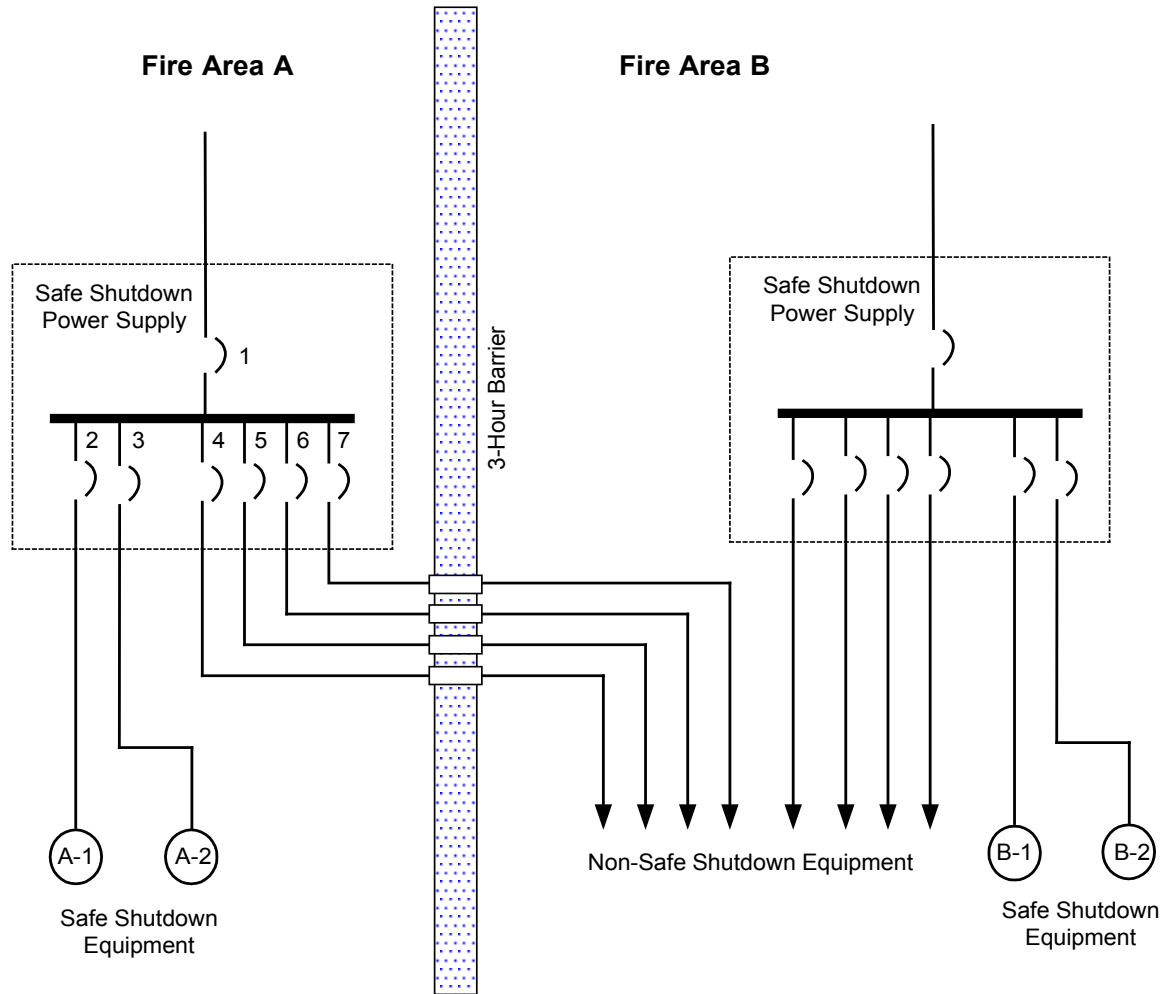 Fire Area A
Fire Area B
Safe Shutdown
Power Supply
1
2
3
4
5
6
7
3-Hour Barrier
Safe Shutdown
Power Supply
A-1
A-2
Safe Shutdown
Equipment
Non-Safe Shutdown Equipment
B-1
B-2
Safe Shutdown
Equipment